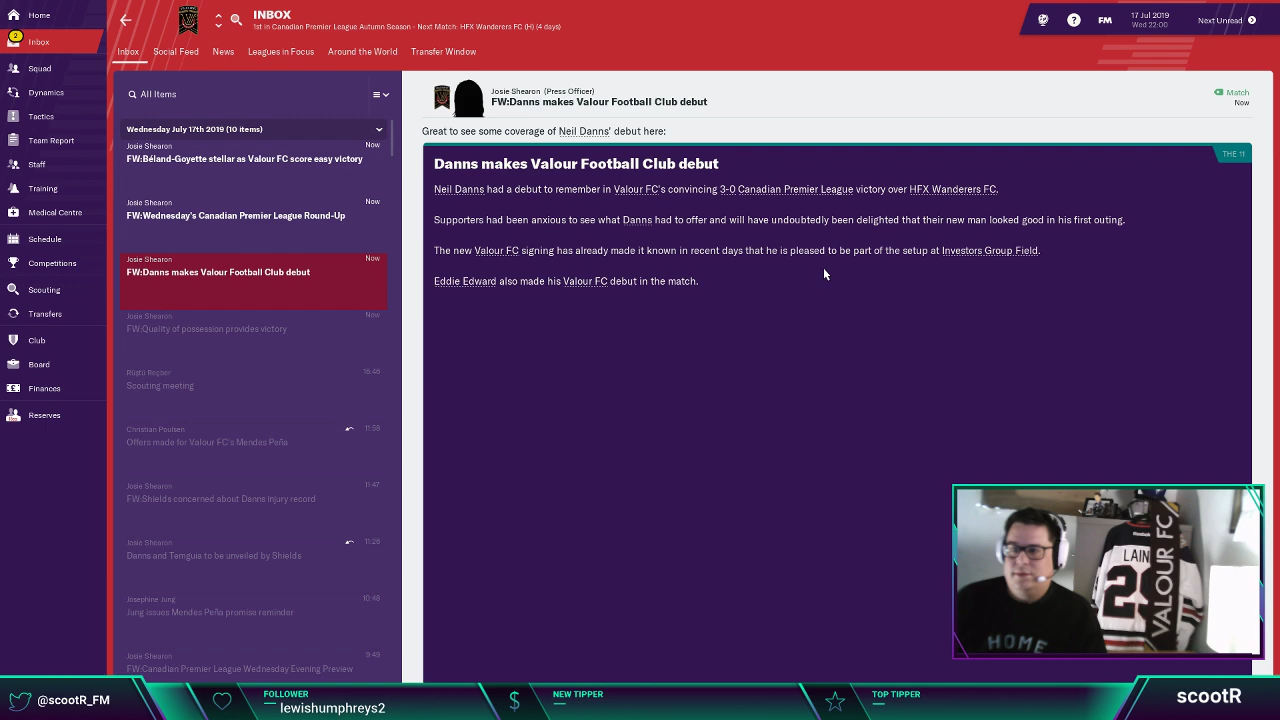 Home
2
Inbox
Squad
Dynamics
Tactics
Team Report
Staff
Training
Medical Centre
Schedule
Competitions
Scouting
Transfers
Club
Board
Finances
Reserves
INBOX
1st in Canadian Premier League Autumn Season - Next Match: HFX Wanderers FC (H) (4 days)
FM
17 Jul 2019
Wed 22:00
Next Unread
Inbox Social Feed News Leagues in Focus Around the World Transfer Window
All Items
Wednesday July 17th 2019 (10 items)
Josie Shearon Now
FW:Béland-Goyette stellar as Valour FC score easy victory
Josie Shearon Now
FW:Wednesday's Canadian Premier League Round-Up
Josie Shearon Now
FW:Danns makes Valour Football Club debut
Josie Shearon Now
FW:Quality of possession provides victory
Rüştü Reçber 18:46
Scouting meeting
Christian Poulsen 11:58
Offers made for Valour FC's Mendes Peña
Josie Shearon 11:47
FW:Shields concerned about Danns injury record
Josie Shearon 11:26
Danns and Temguia to be unveiled by Shields
Josephine Jung 10:48
Jung issues Mendes Peña promise reminder
Josie Shearon 9:49
FW:Canadian Premier League Wednesday Evening Preview
Josie Shearon (Press Officer)
FW:Danns makes Valour Football Club debut
Match
Now
Great to see some coverage of Neil Danns' debut here:
THE 11
Danns makes Valour Football Club debut
Neil Danns had a debut to remember in Valour FC's convincing 3-0 Canadian Premier League victory over HFX Wanderers FC.
Supporters had been anxious to see what Danns had to offer and will have undoubtedly been delighted that their new man looked good in his first outing.
The new Valour FC signing has already made it known in recent days that he is pleased to be part of the setup at Investors Group Field.
Eddie Edward also made his Valour FC debut in the match.
LAIN
2
VALOUR FC
HOME
@scootR_FM
FOLLOWER
lewishumphreys2
NEW TIPPER
TOP TIPPER
scootR